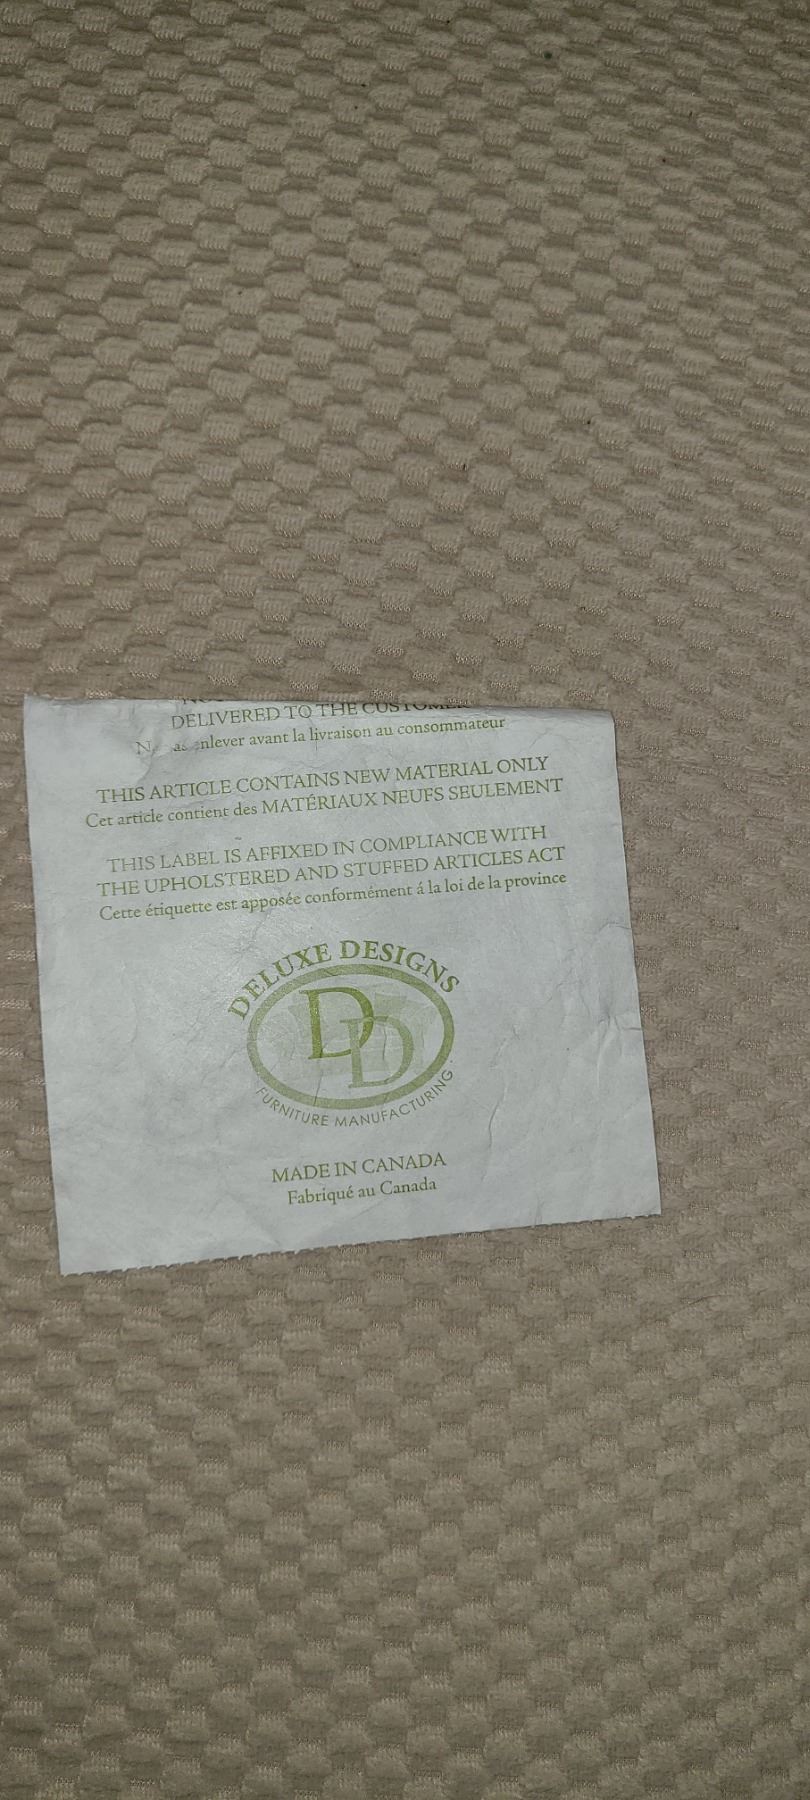 DELIVERED TO THE CUSTOMER
enlever avant la livraison au consommateur
THIS ARTICLE CONTAINS NEW MATERIAL ONLY
Cet article contient des MATÉRIAUX NEUFS SEULEMENT
THIS LABEL IS AFFIXED IN COMPLIANCE WITH
THE UPHOLSTERED AND STUFFED ARTICLES ACT
Cette étiquette est apposée conformément á la loi de la province
DELUXE DESIGNS
DD
FURNITURE MANUFACTURING
MADE IN CANADA
Fabriqué au Canada